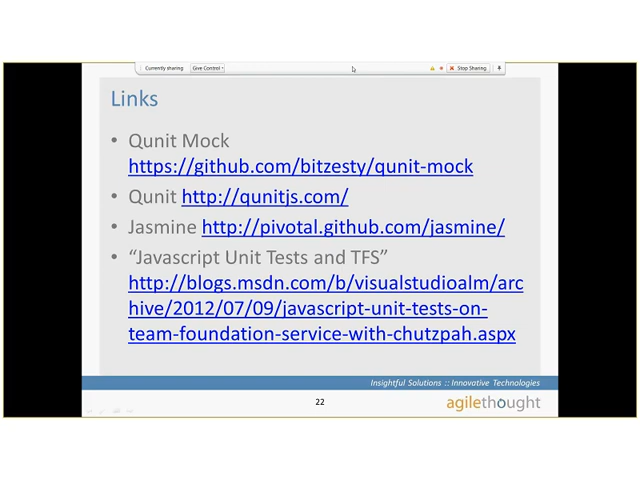 Currently sharing Give Control Stop Sharing
Links
• Qunit Mock
https://github.com/bitzesty/qunit-mock
• Qunit http://qunitjs.com/
• Jasmine http://pivotal.github.com/jasmine/
• “Javascript Unit Tests and TFS”
http://blogs.msdn.com/b/visualstudioalm/arc
hive/2012/07/09/javascript-unit-tests-on-
team-foundation-service-with-chutzpah.aspx
Insightful Solutions :: Innovative Technologies
22
agilethought